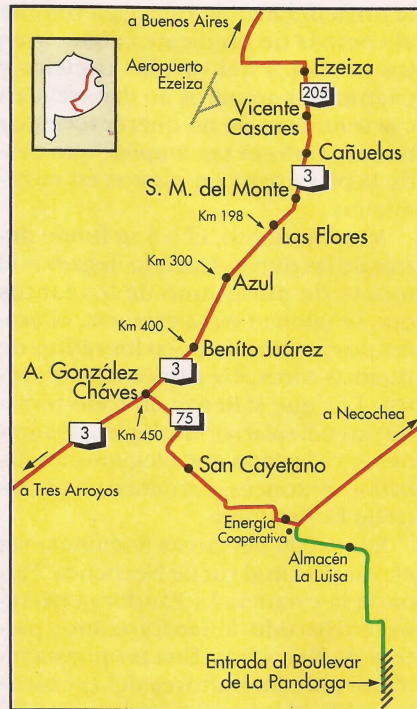 a Buenos Aires
Aeropuerto
Ezeiza
Ezeiza
205
Vicente
Casares
Cañuelas
3
S. M. del Monte
Km 198
Las Flores
Km 300
Azul
Km 400
Benito Juárez
3
A. González
Cháves
Km 450
75
3
a Necochea
a Tres Arroyos
San Cayetano
Energía
Cooperativa
Almacén
La Luisa
Entrada al Boulevar
de La Pandorga